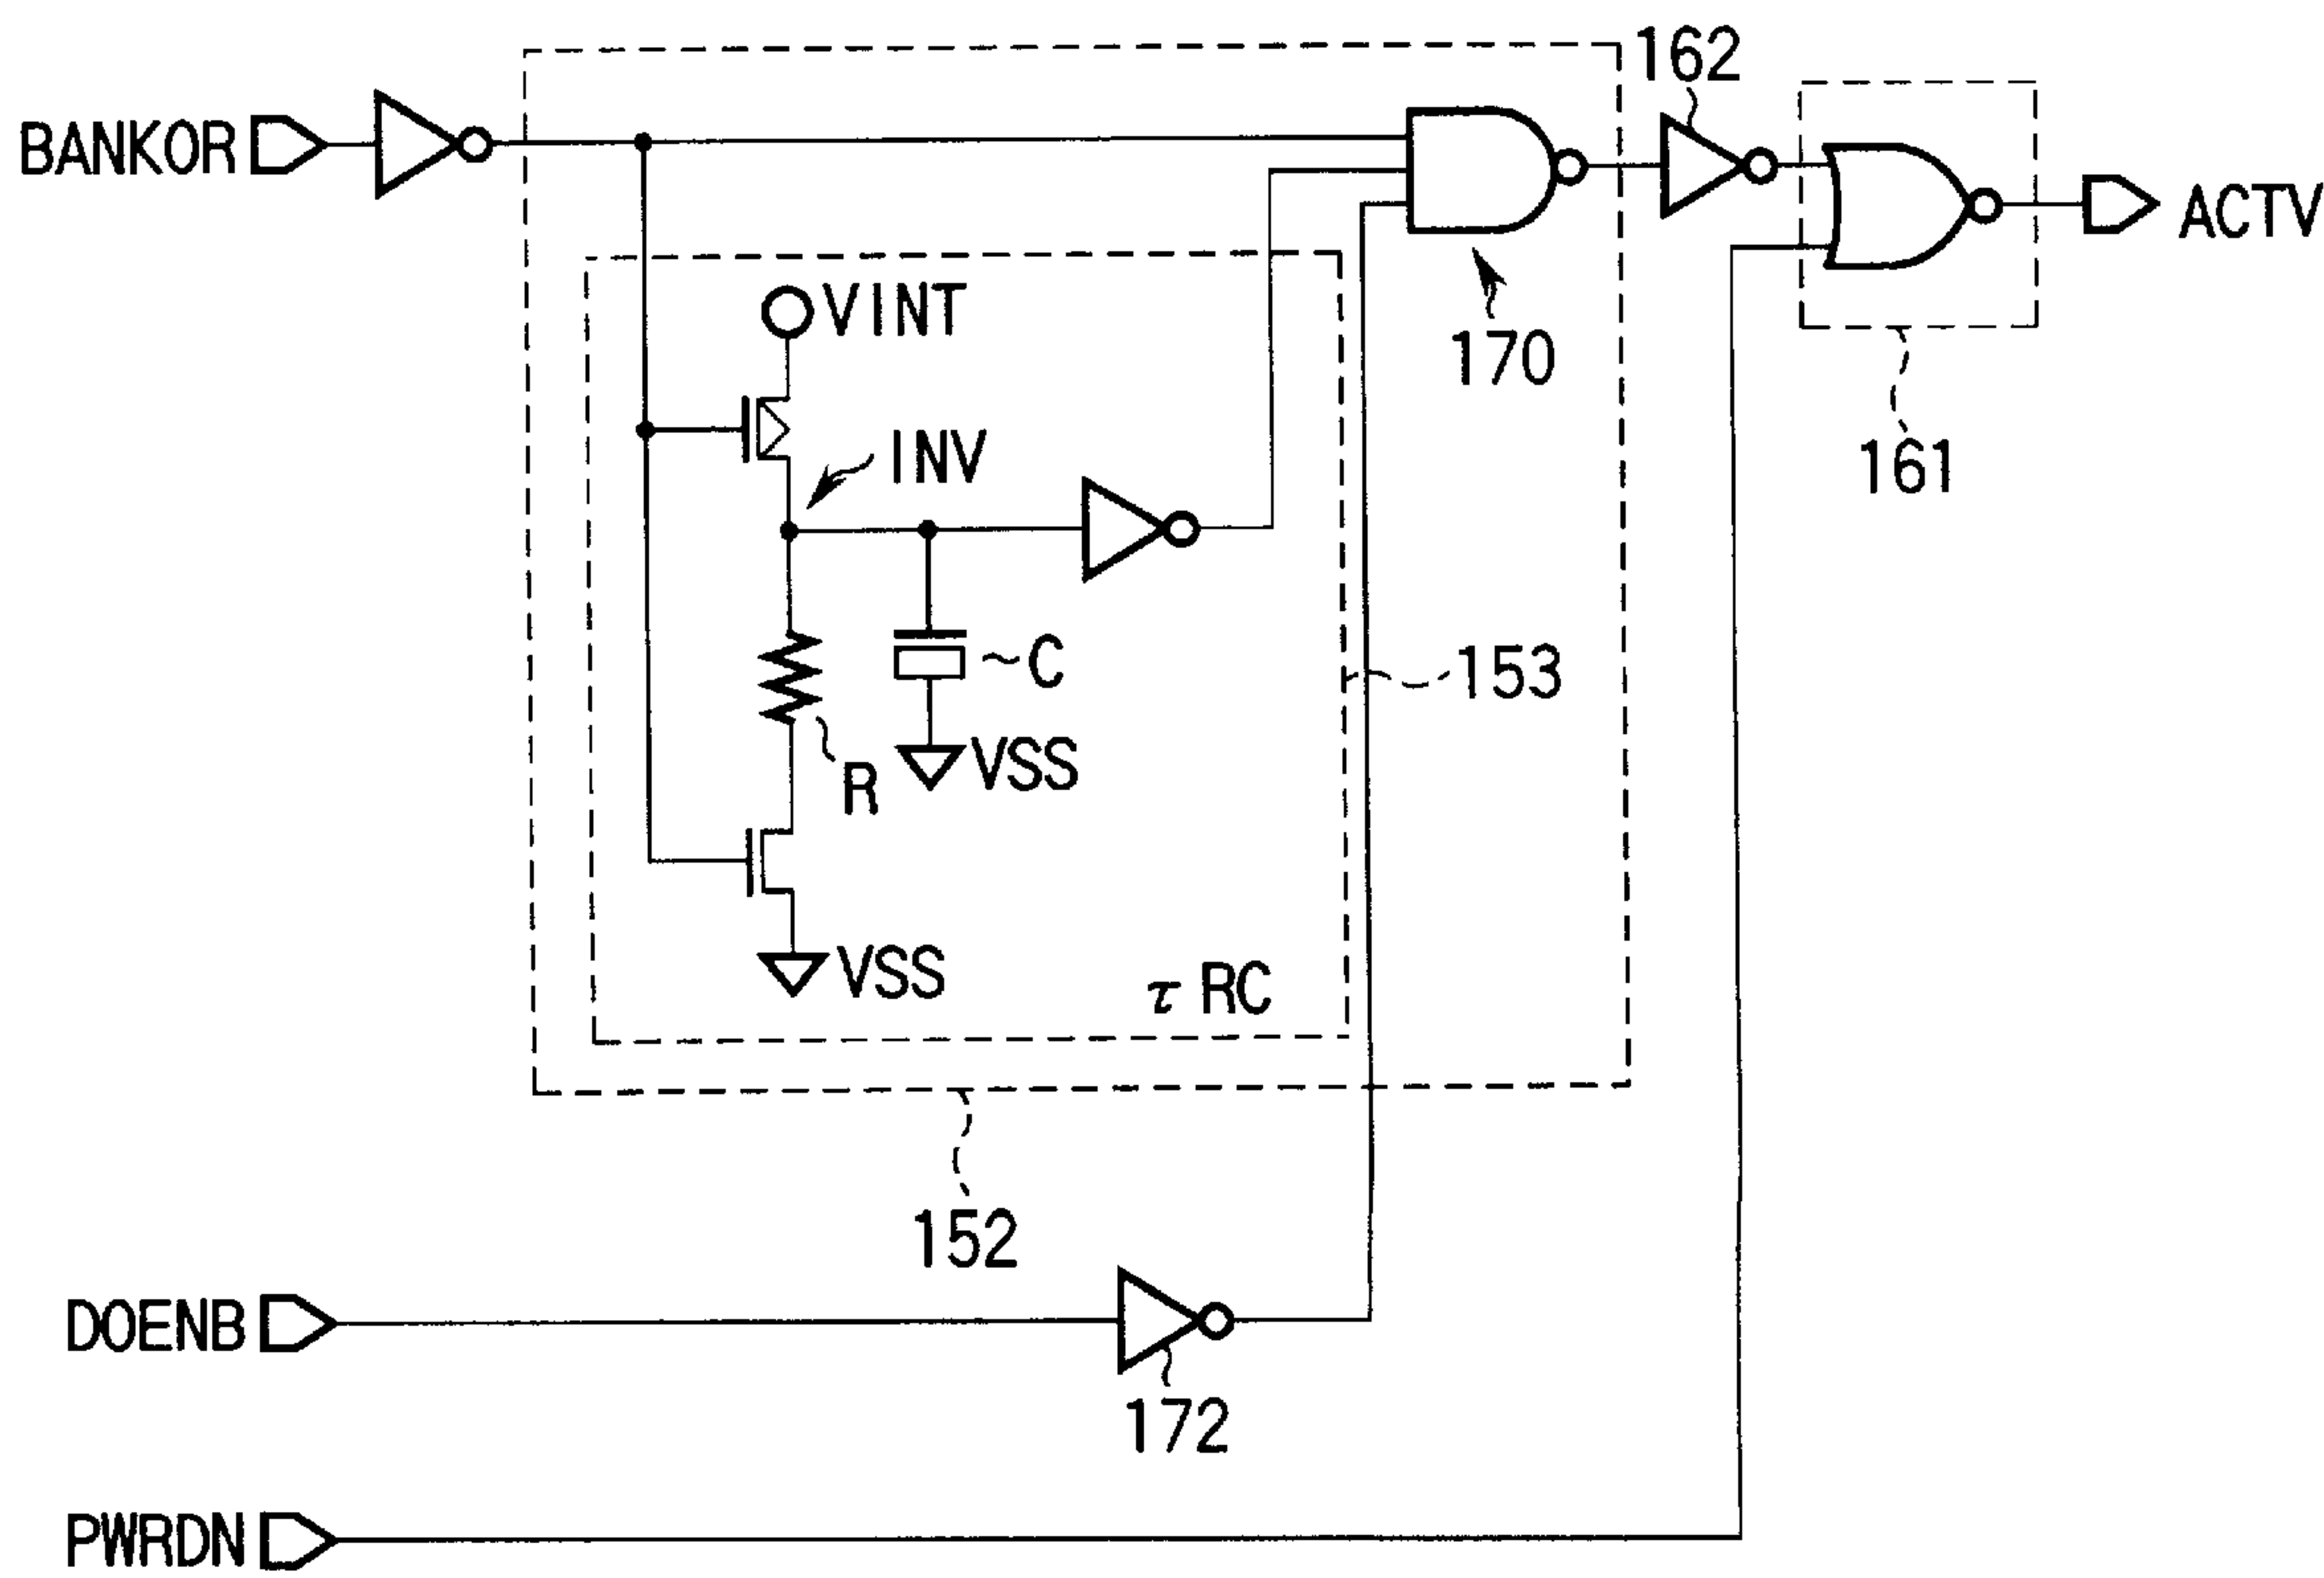 162
BANKOR
ACTV
VINT
170
INV
161
~C
153
VSS
R
VSS
τ RC
152
DOENB
172
PWRDN